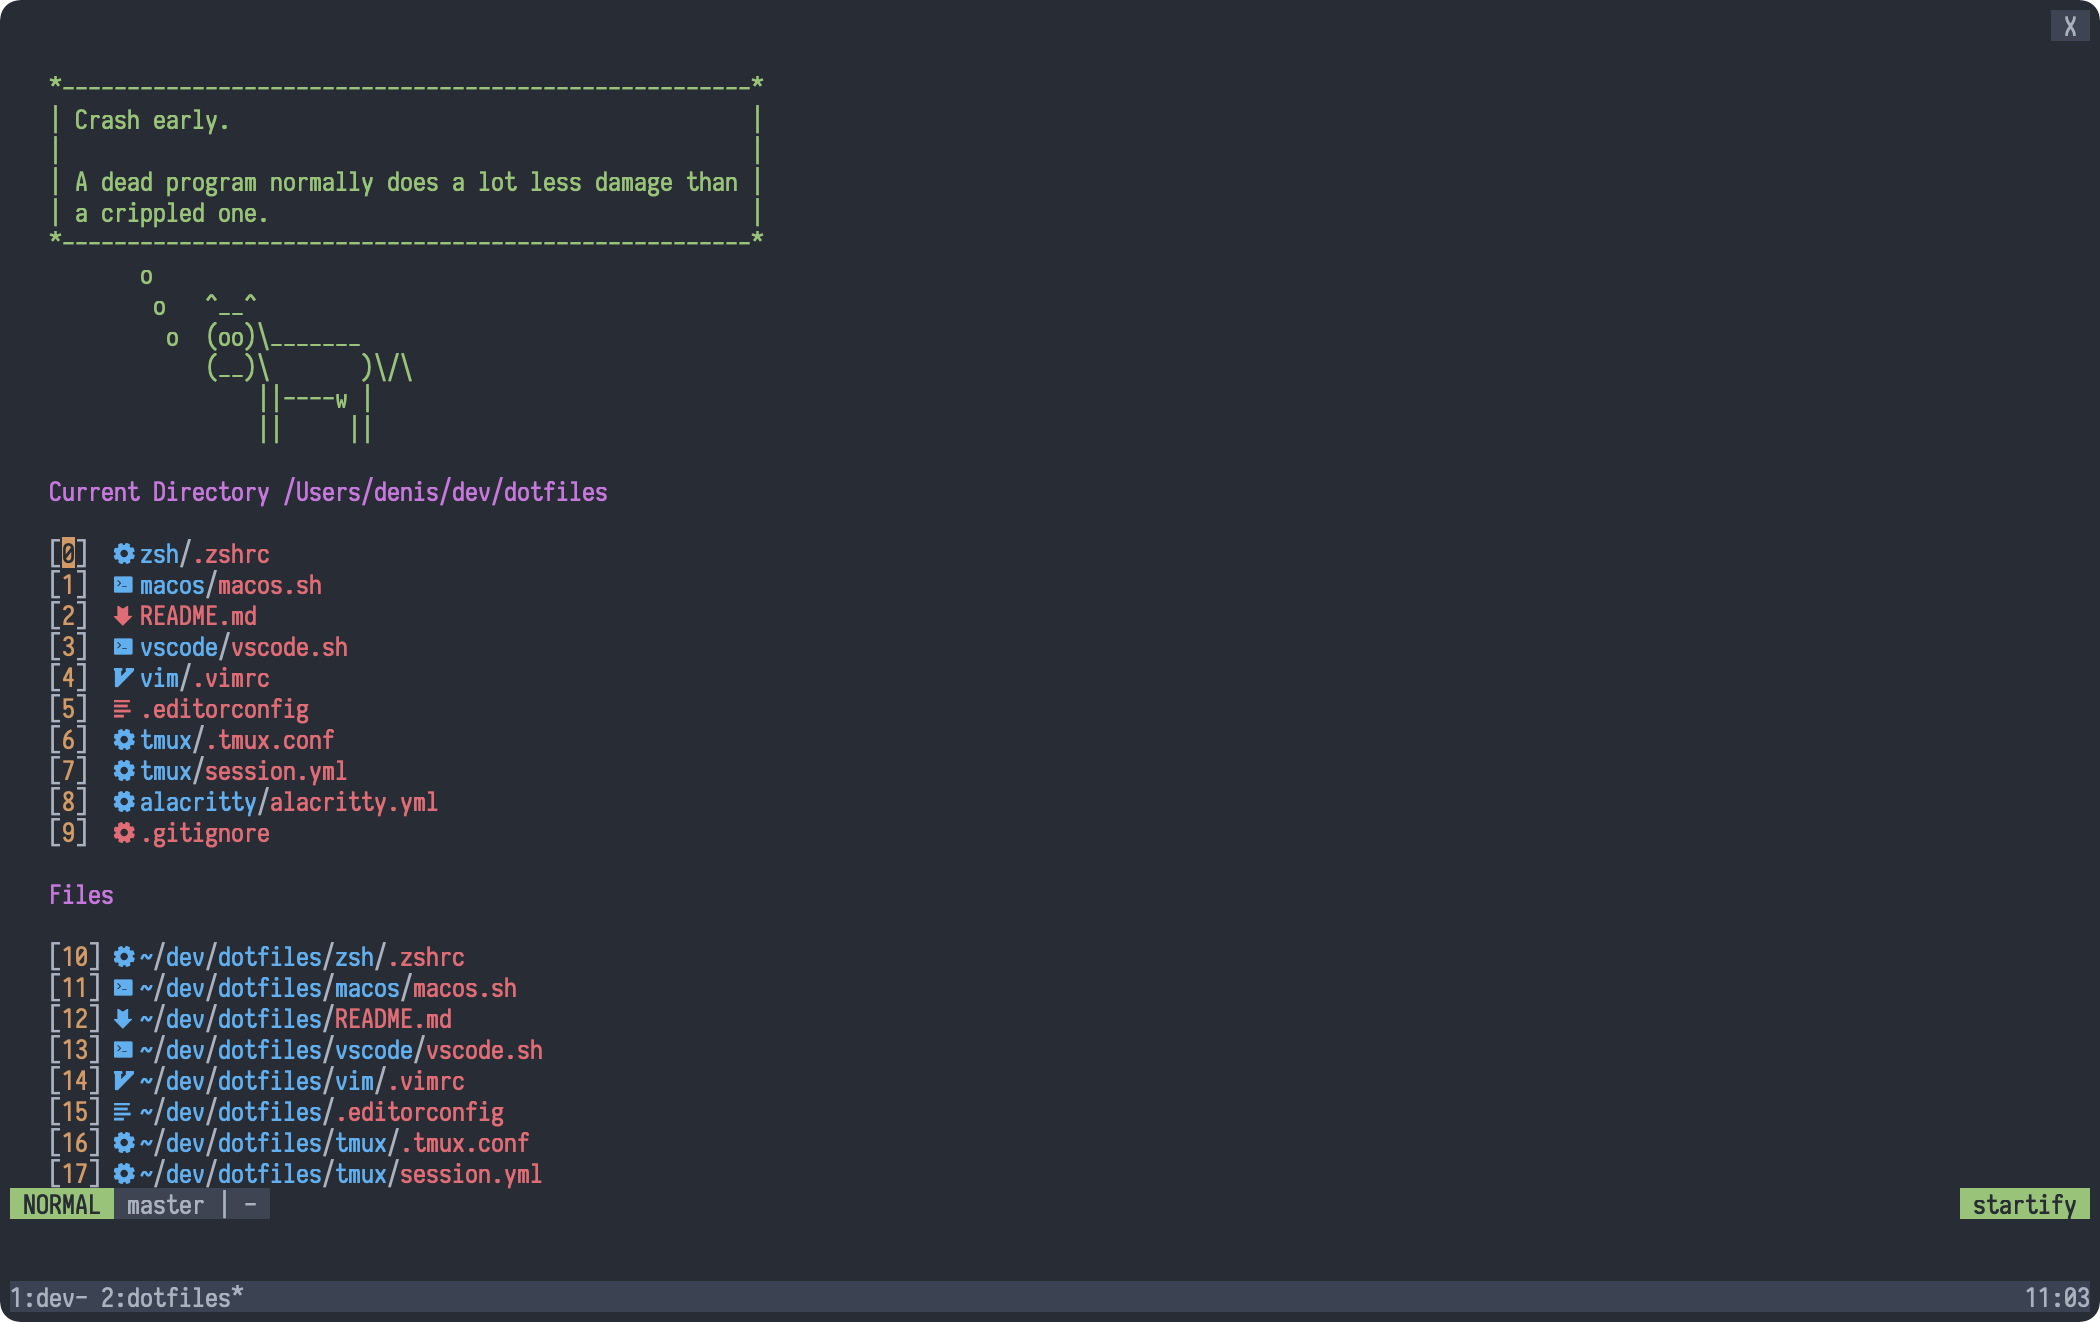 X
*-----------------------------------------------------*
| Crash early.                                        |
|                                                     |
| A dead program normally does a lot less damage than |
| a crippled one.                                     |
*-----------------------------------------------------*
       o
        o   ^__^
         o  (oo)\_______
            (__)\       )\/\
                ||----w |
                ||     ||
Current Directory /Users/denis/dev/dotfiles
[0]  zsh/.zshrc
[1]  macos/macos.sh
[2]  README.md
[3]  vscode/vscode.sh
[4]  vim/.vimrc
[5]  .editorconfig
[6]  tmux/.tmux.conf
[7]  tmux/session.yml
[8]  alacritty/alacritty.yml
[9]  .gitignore
Files
[10] ~/dev/dotfiles/zsh/.zshrc
[11] ~/dev/dotfiles/macos/macos.sh
[12] ~/dev/dotfiles/README.md
[13] ~/dev/dotfiles/vscode/vscode.sh
[14] ~/dev/dotfiles/vim/.vimrc
[15] ~/dev/dotfiles/.editorconfig
[16] ~/dev/dotfiles/tmux/.tmux.conf
[17] ~/dev/dotfiles/tmux/session.yml
NORMAL master | - startify
1:dev- 2:dotfiles* 11:03